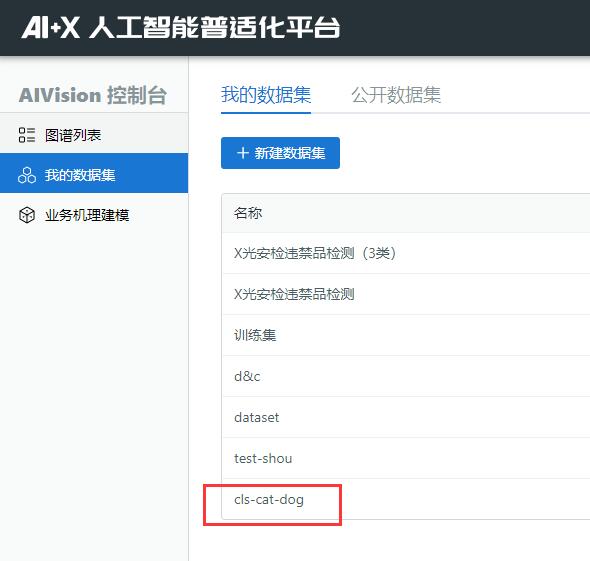 AI+X 人工智能普适化平台
AIVision 控制台
图谱列表
我的数据集
业务机理建模
我的数据集 公开数据集
+ 新建数据集
名称
X光安检违禁品检测（3类）
X光安检违禁品检测
训练集
d&c
dataset
test-shou
cls-cat-dog